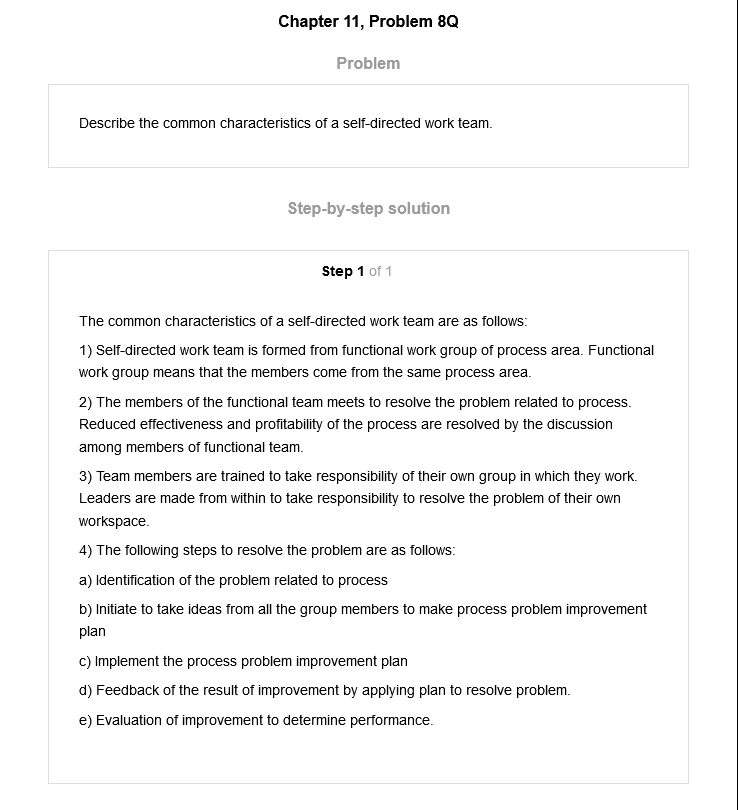 Chapter 11, Problem 8Q
Problem
Describe the common characteristics of a self-directed work team.
Step-by-step solution
Step 1 of 1
The common characteristics of a self-directed work team are as follows:
1) Self-directed work team is formed from functional work group of process area. Functional
work group means that the members come from the same process area.
2) The members of the functional team meets to resolve the problem related to process.
Reduced effectiveness and profitability of the process are resolved by the discussion
among members of functional team.
3) Team members are trained to take responsibility of their own group in which they work.
Leaders are made from within to take responsibility to resolve the problem of their own
workspace.
4) The following steps to resolve the problem are as follows:
a) Identification of the problem related to process
b) Initiate to take ideas from all the group members to make process problem improvement
plan
c) Implement the process problem improvement plan
d) Feedback of the result of improvement by applying plan to resolve problem.
e) Evaluation of improvement to determine performance.